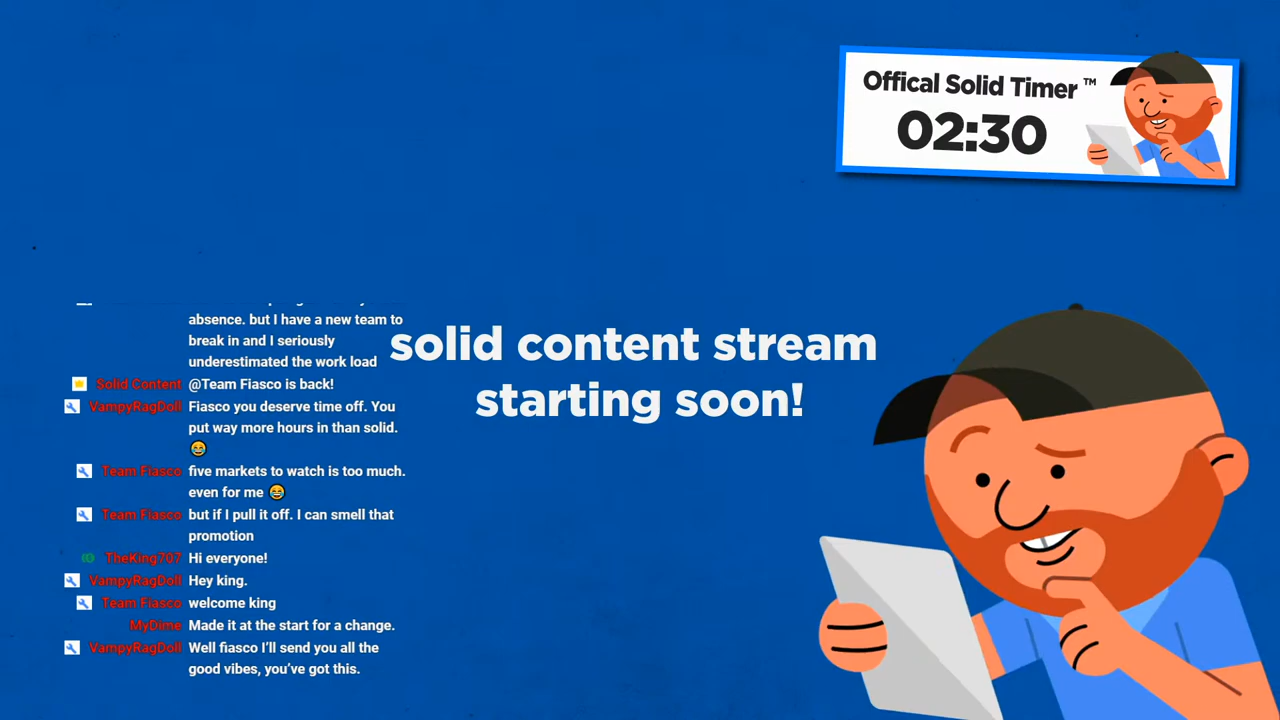 Offical Solid Timer ™
02:30
absence. but I have a new team to
break in and I seriously
underestimated the work load
Solid Content @Team Fiasco is back!
VampyRagDoll Fiasco you deserve time off. You
put way more hours in than solid.
😂
Team Fiasco five markets to watch is too much.
even for me 😂
Team Fiasco but if I pull it off. I can smell that
promotion
TheKing707 Hi everyone!
VampyRagDoll Hey king.
Team Fiasco welcome king
MyDime Made it at the start for a change.
VampyRagDoll Well fiasco I’ll send you all the
good vibes, you’ve got this.
solid content stream
starting soon!